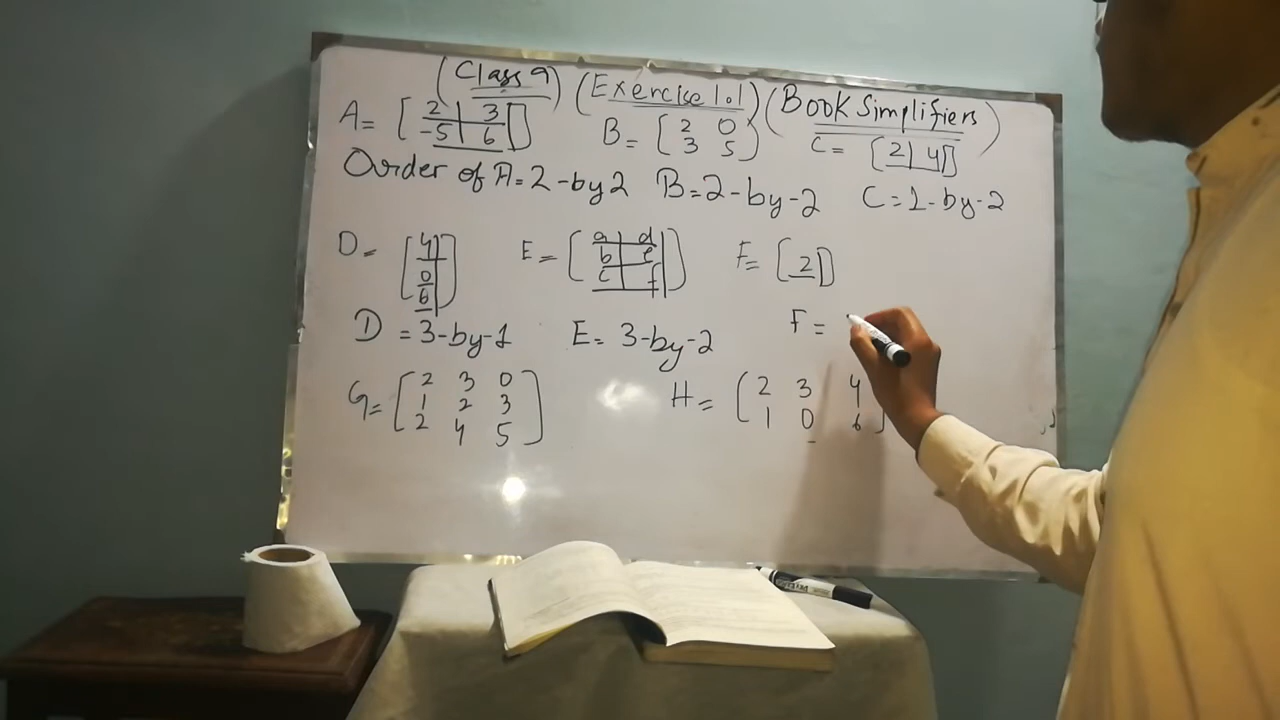 (Class 9) (Exercise 1.1) (Book Simplifiers)
A = [2 3 B = [2 0 C = [2 4]
-5 6] 3 5]
Order of A = 2-by 2 B = 2-by-2 C = 1-by-2
D = [4 E = [a d F = [2]
0 b e
6] c f]
D = 3-by-1 E = 3-by-2 F =
G = [2 3 0 H = [2 3 4
1 2 3 1 0 6]
2 4 5]